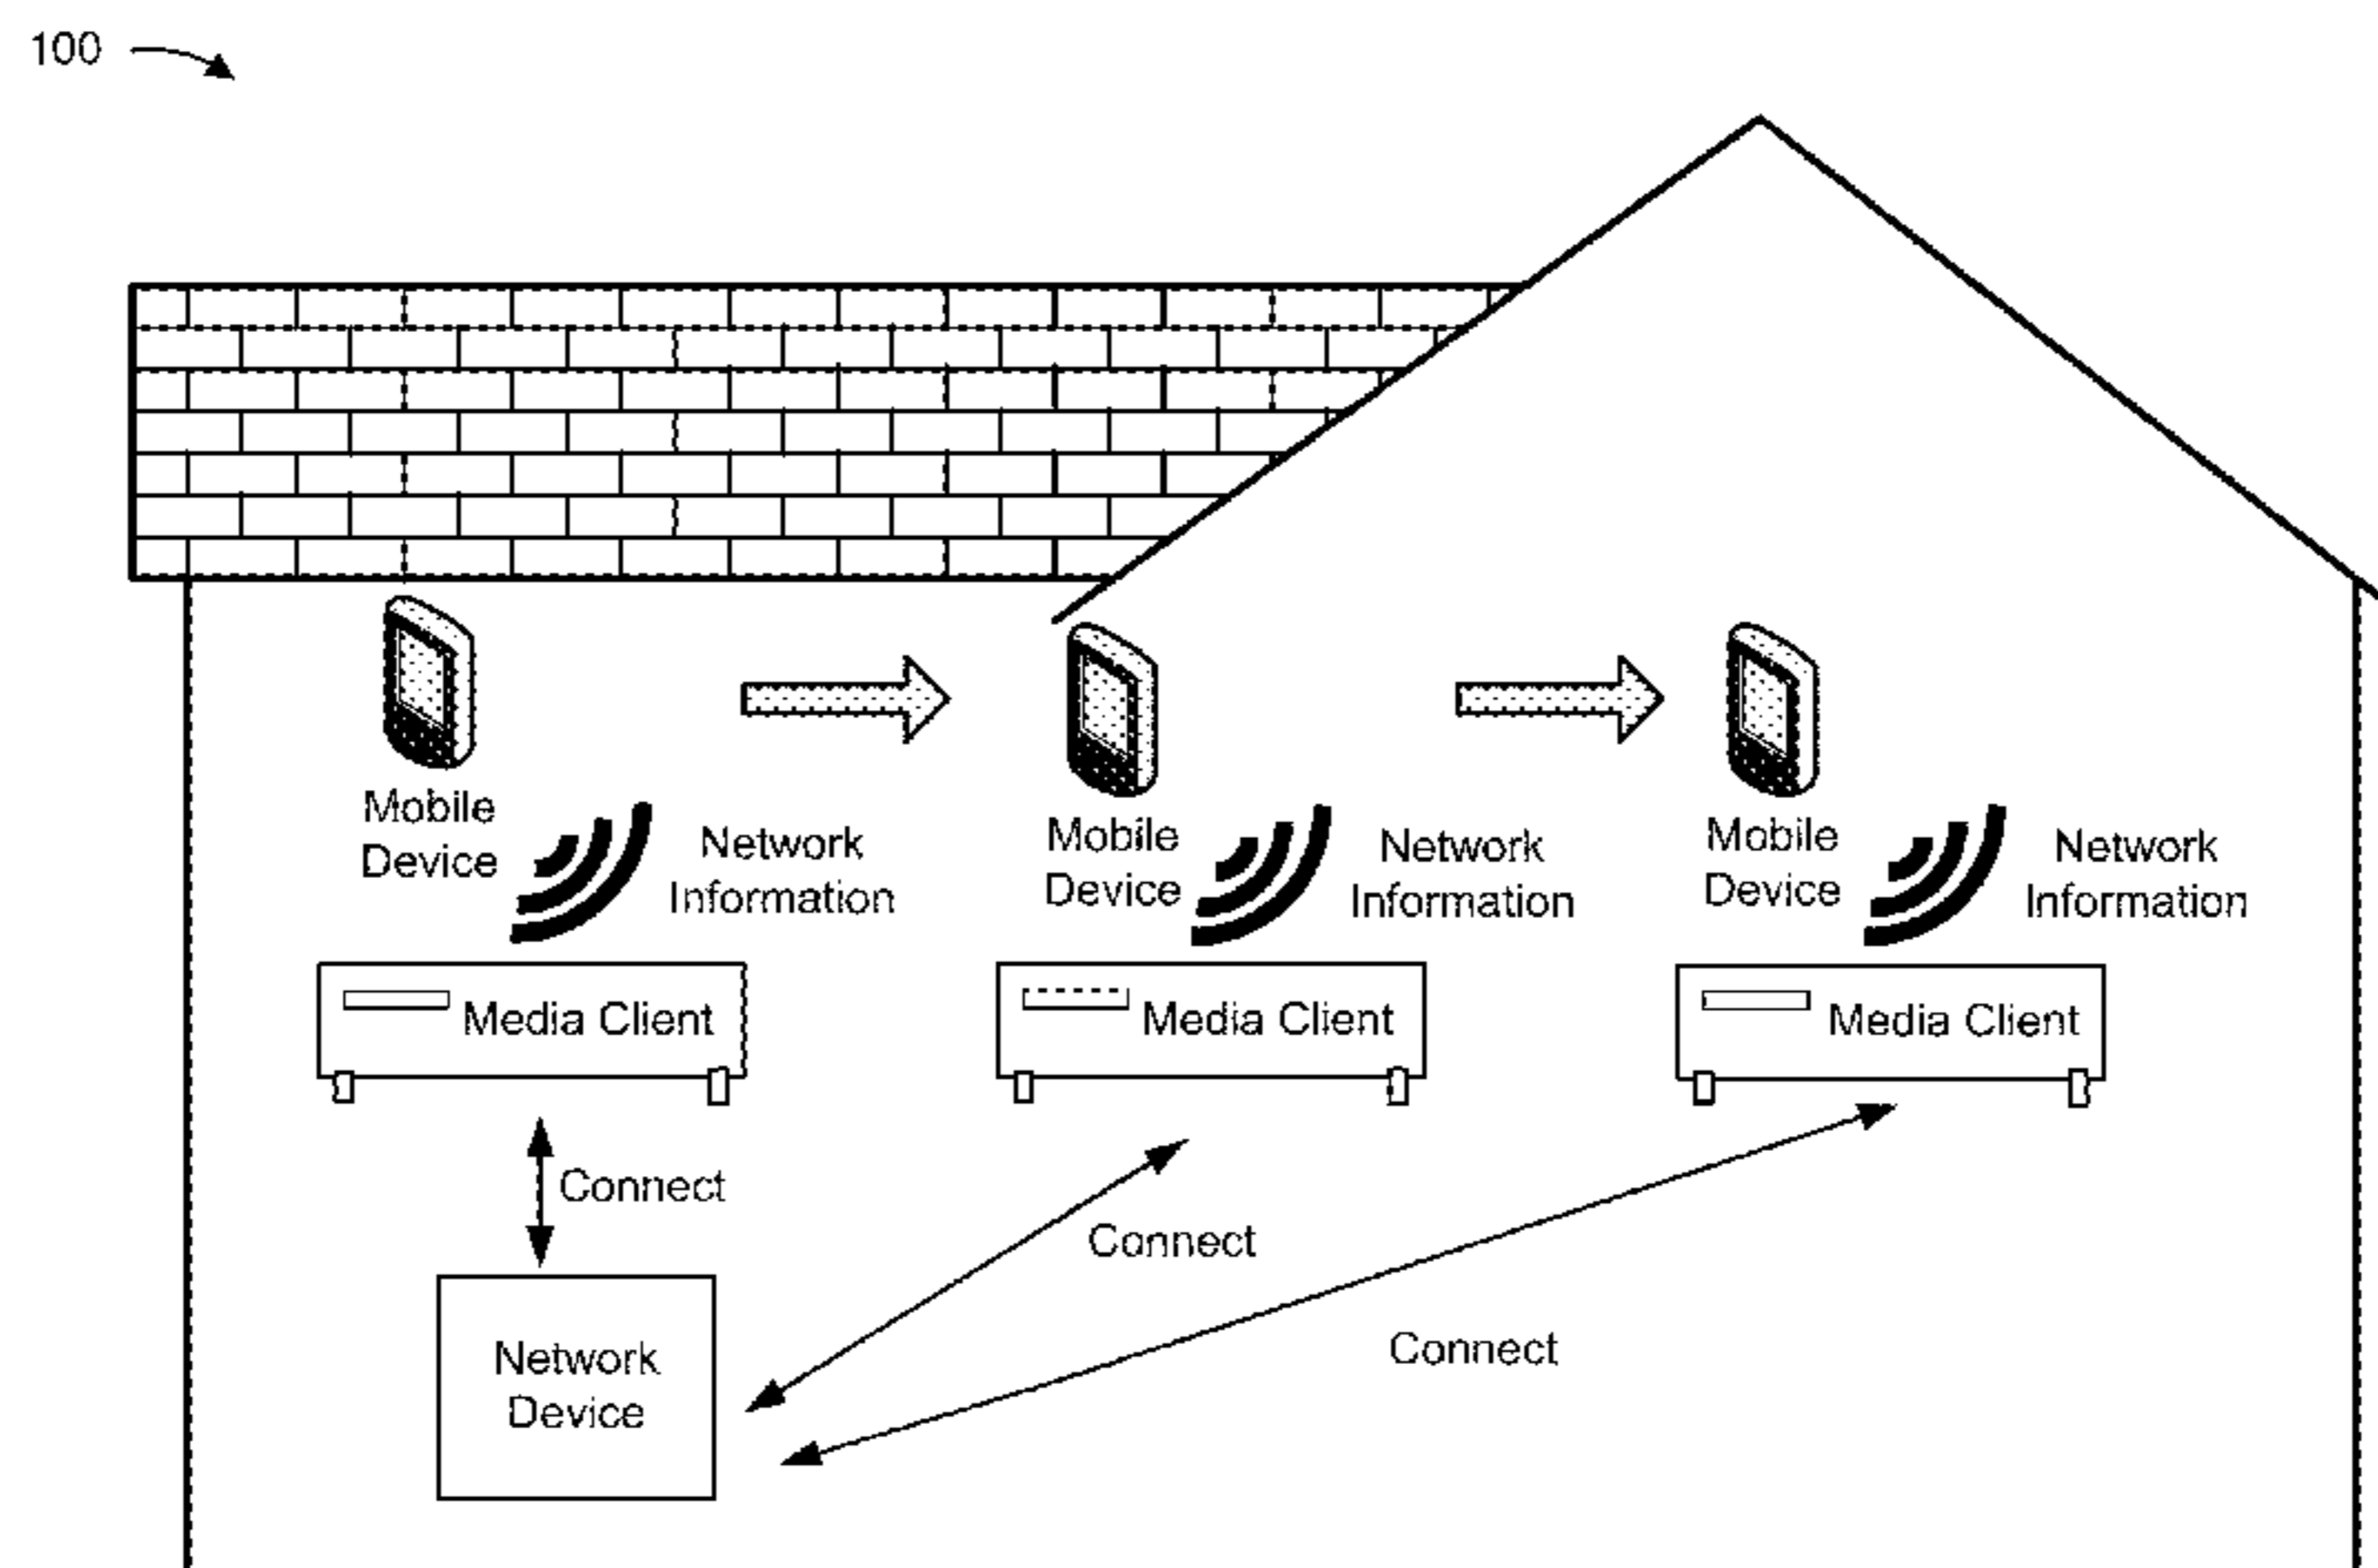 100
Mobile
Device
Network
Information
Mobile
Device
Network
Information
Mobile
Device
Network
Information
Media Client
Media Client
Media Client
Connect
Connect
Connect
Network
Device